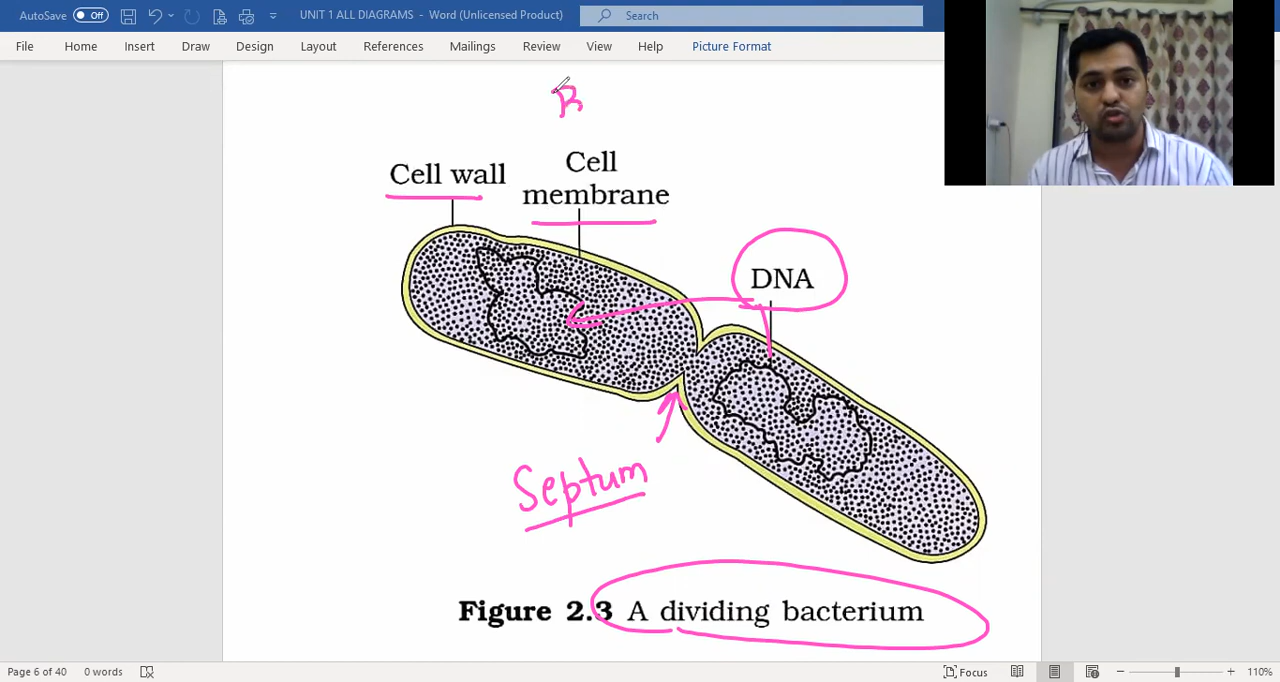 AutoSave Off UNIT 1 ALL DIAGRAMS - Word (Unlicensed Product) Search
File Home Insert Draw Design Layout References Mailings Review View Help Picture Format
R
Cell wall
Cell
membrane
DNA
Septum
Figure 2.3 A dividing bacterium
Page 6 of 40 0 words Focus 110%